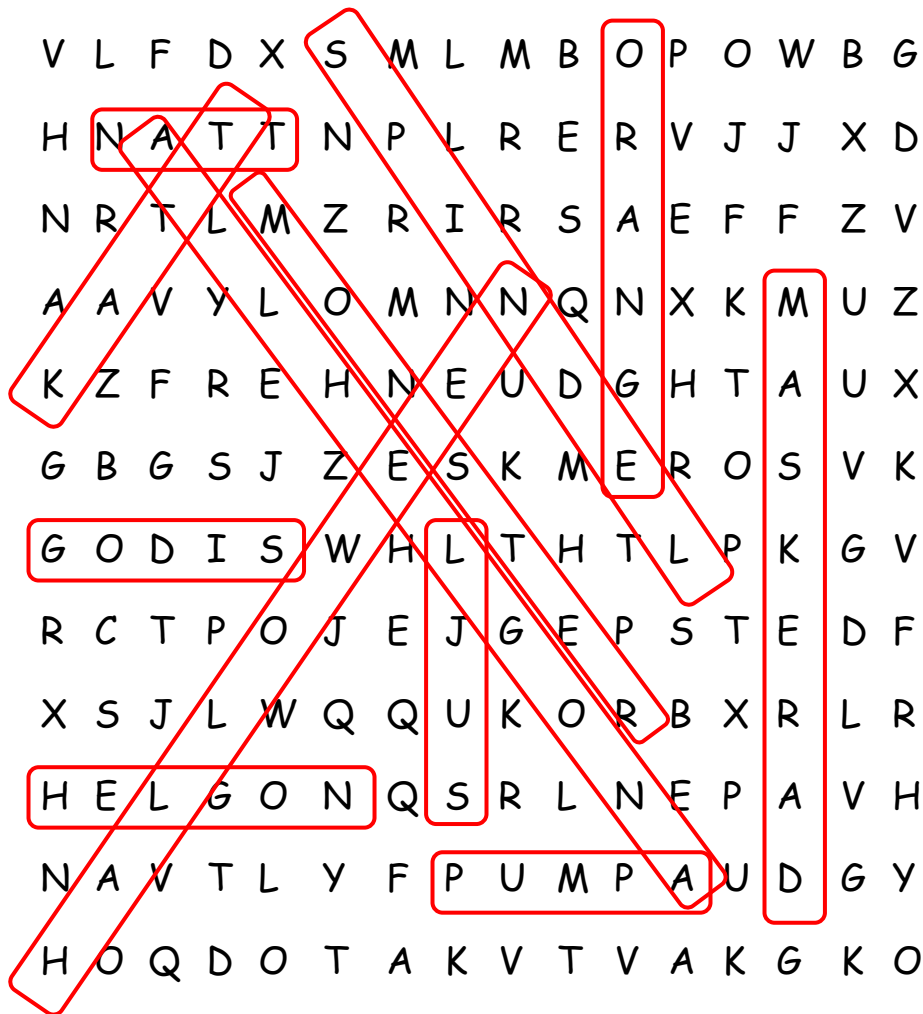 V L F D X S M L M B O P O W B G
H N A T T N P L R E R V J J X D
N R T L M Z R I R S A E F F Z V
A A V Y L O M N N Q N X K M U Z
K Z F R E H N E U D G H T A U X
G B G S J Z E S K M E R O S V K
G O D I S W H L T H T L P K G V
R C T P O J E J G E P S T E D F
X S J L W Q Q U K O R B X R L R
H E L G O N Q S R L N E P A V H
N A V T L Y F P U M P A U D G Y
H O Q D O T A K V T V A K G K O